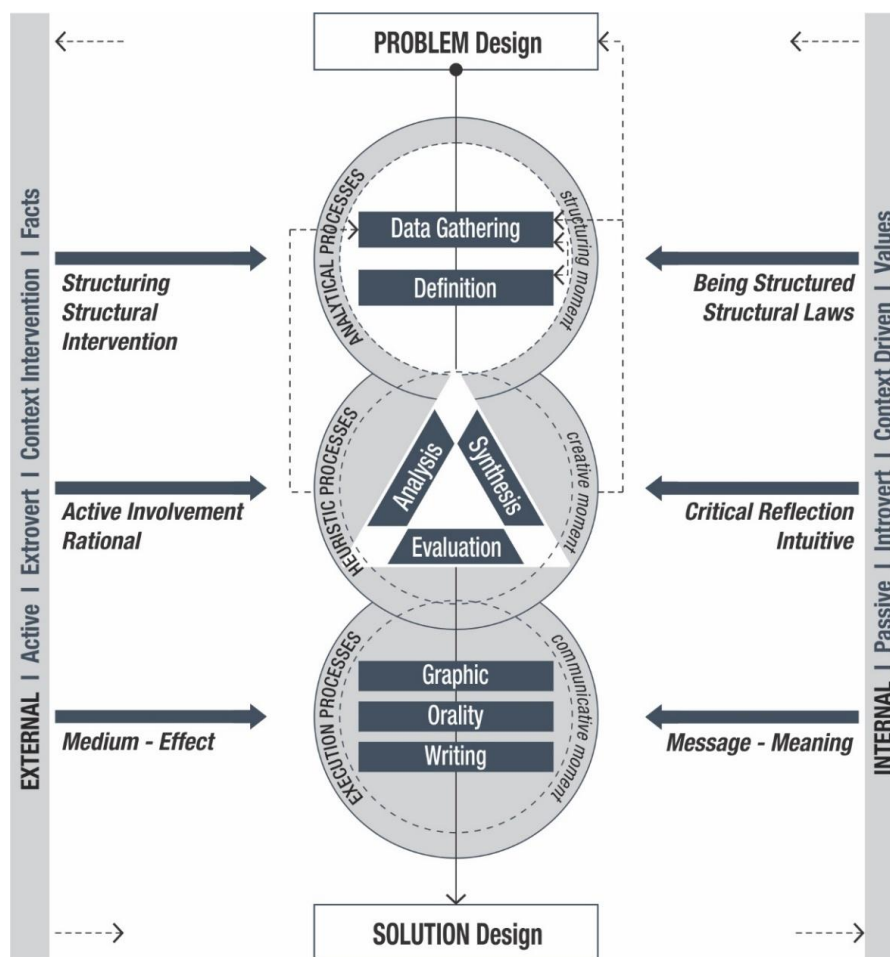 PROBLEM Design
EXTERNAL I Active I Extrovert I Context Intervention I Facts
ANALYTICAL PROCESSES
structuring moment
Data Gathering
Definition
Structuring
Structural
Intervention
Being Structured
Structural Laws
HEURISTIC PROCESSES
creative moment
Analysis
Synthesis
Evaluation
Active Involvement
Rational
Critical Reflection
Intuitive
EXECUTION PROCESSES
communicative moment
Graphic
Orality
Writing
Medium - Effect
Message - Meaning
INTERNAL I Passive I Introvert I Context Driven I Values
SOLUTION Design